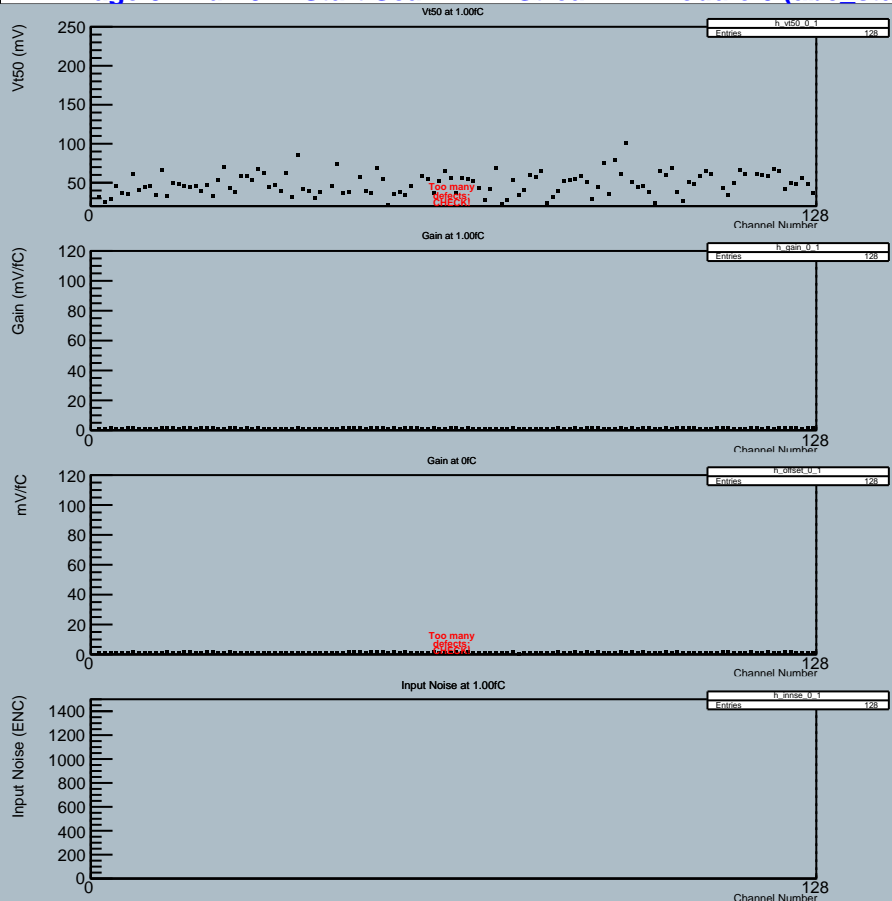 Vt50 at 1.00fC
h_vt50_0_1
Entries 128
Vt50 (mV)
250
200
150
100
50
Too many
defects:
CHECK!
0
128
Channel Number
Gain at 1.00fC
h_gain_0_1
Entries 128
Gain (mV/fC)
120
100
80
60
40
20
0
0
128
Channel Number
Gain at 0fC
h_offset_0_1
Entries 128
mV/fC
120
100
80
60
40
20
Too many
defects:
CHECK!
0
0
128
Channel Number
Input Noise at 1.00fC
h_innse_0_1
Entries 128
Input Noise (ENC)
1400
1200
1000
800
600
400
200
0
0
128
Channel Number